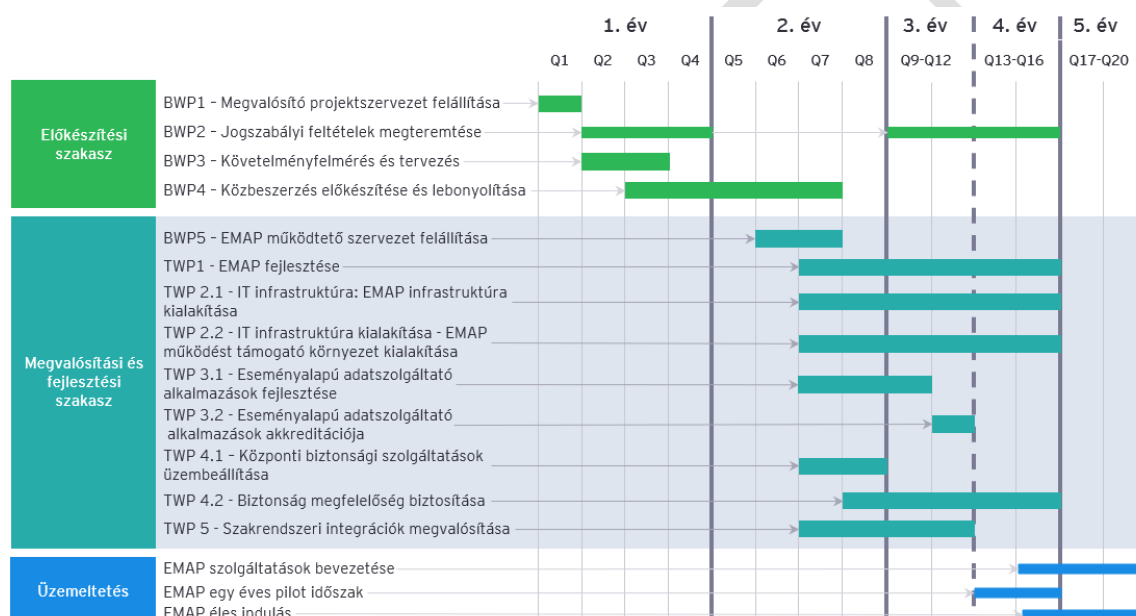 1. év 2. év 3. év 4. év 5. év
Q1 Q2 Q3 Q4 Q5 Q6 Q7 Q8 Q9-Q12 Q13-Q16 Q17-Q20
Előkészítési
szakasz
BWP1 – Megvalósító projektszervezet felállítása
BWP2 – Jogszabályi feltételek megteremtése
BWP3 – Követelményfelmérés és tervezés
BWP4 – Közbeszerzés előkészítése és lebonyolítása
Megvalósítási és
fejlesztési
szakasz
BWP5 – EMAP működtető szervezet felállítása
TWP1 - EMAP fejlesztése
TWP 2.1 - IT infrastruktúra: EMAP infrastruktúra
kialakítása
TWP 2.2 - IT infrastruktúra kialakítása - EMAP
működést támogató környezet kialakítása
TWP 3.1 - Eseményalapú adatszolgáltató
alkalmazások fejlesztése
TWP 3.2 - Eseményalapú adatszolgáltató
alkalmazások akkreditációja
TWP 4.1 – Központi biztonsági szolgáltatások
üzembeállítása
TWP 4.2 - Biztonság megfelelőség biztosítása
TWP 5 - Szakrendszeri integrációk megvalósítása
Üzemeltetés
EMAP szolgáltatások bevezetése
EMAP egy éves pilot időszak
EMAP éles indulás